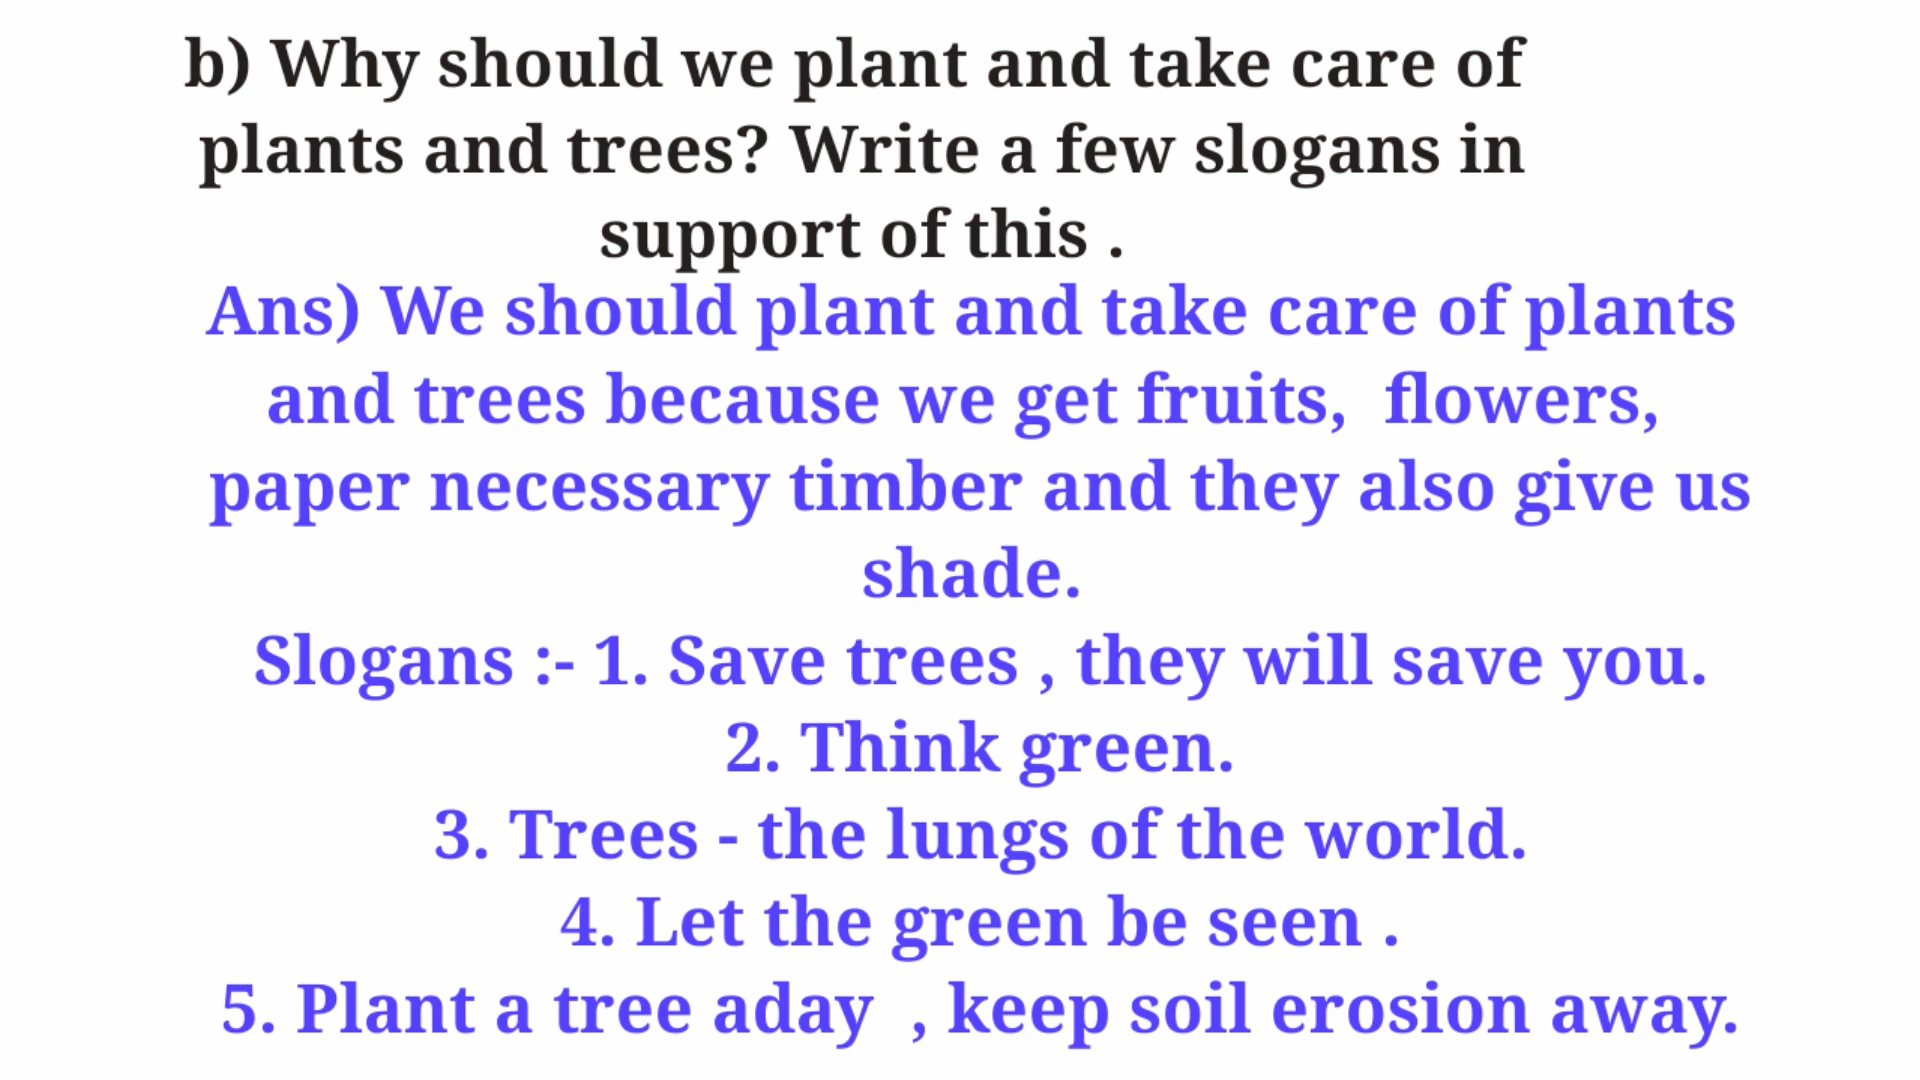 b) Why should we plant and take care of
plants and trees? Write a few slogans in
support of this .
Ans) We should plant and take care of plants
and trees because we get fruits,  flowers,
paper necessary timber and they also give us
shade.
Slogans :- 1. Save trees , they will save you.
2. Think green.
3. Trees - the lungs of the world.
4. Let the green be seen .
5. Plant a tree aday  , keep soil erosion away.